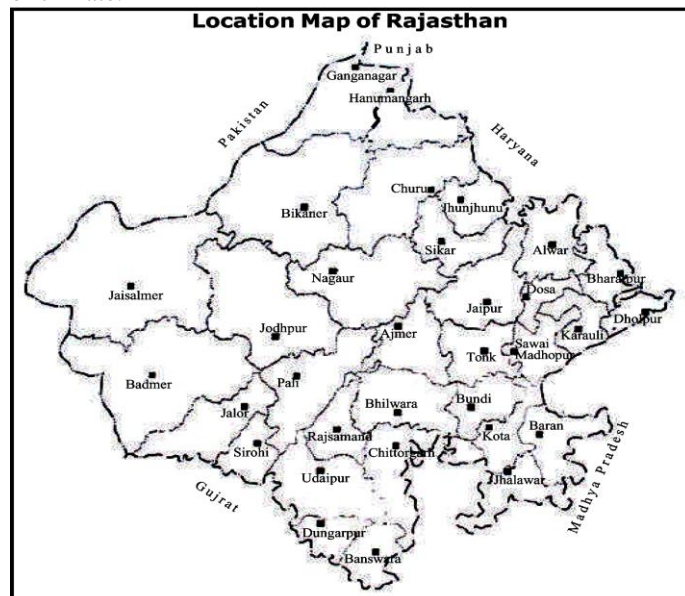 Location Map of Rajasthan
Punjab
Ganganagar
Hanumangarh
Pakistan
Haryana
Churu
Jhunjhunu
Bikaner
Sikar
Alwar
Nagaur
Bharatpur
Jaisalmer
Dosa
Jaipur
Dholpur
Jodhpur
Ajmer
Karauli
Sawai
Madhopur
Tonk
Badmer
Pali
Jalor
Bhilwara
Bundi
Baran
Rajsamand
Kota
Sirohi
Chittorgarh
Udaipur
Jhalawar
Gujrat
Madhya Pradesh
Dungarpur
Banswara